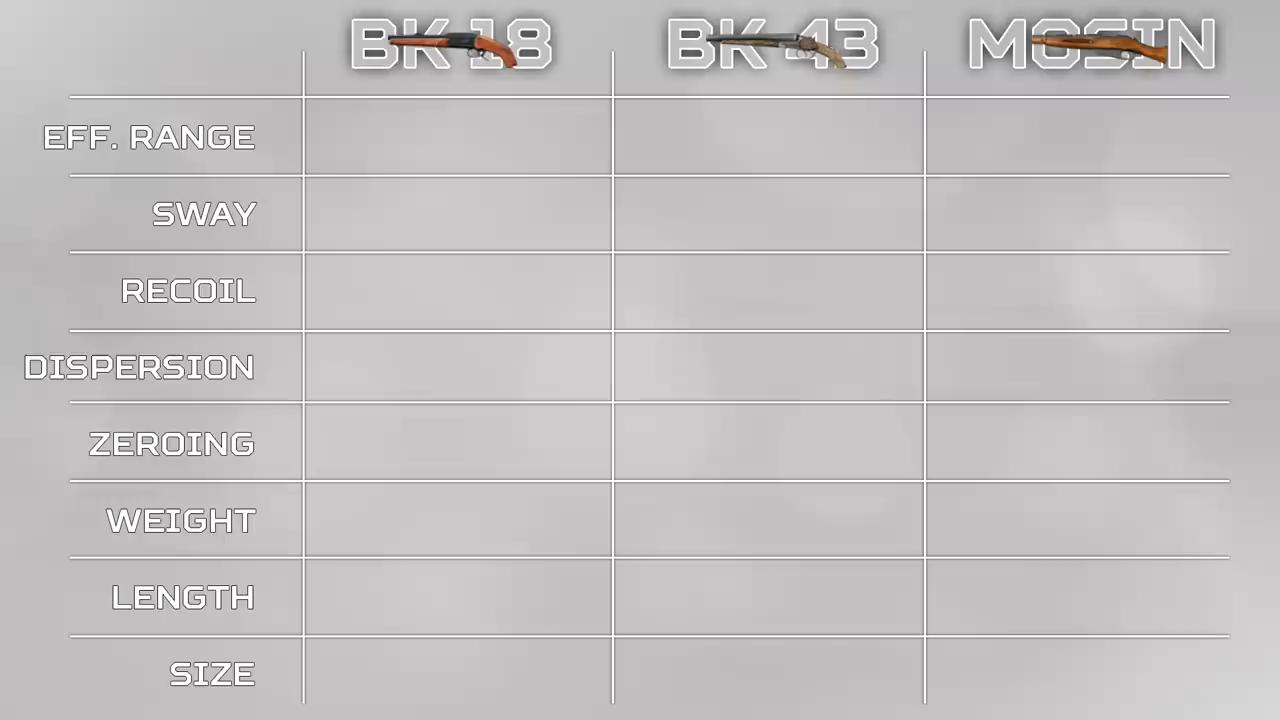 BK-18 BK-43 MOSIN
EFF. RANGE
SWAY
RECOIL
DISPERSION
ZEROING
WEIGHT
LENGTH
SIZE